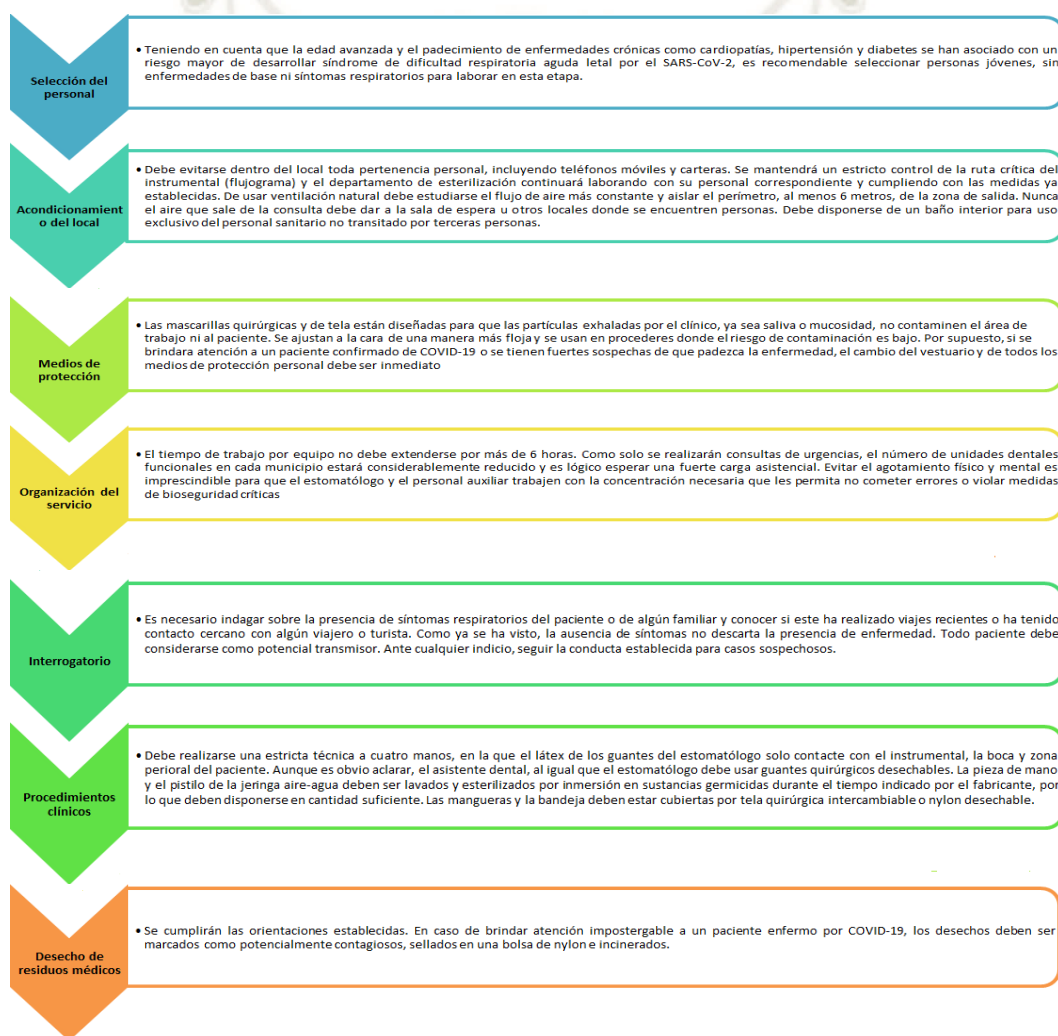 Selección del
personal
• Teniendo en cuenta que la edad avanzada y el padecimiento de enfermedades crónicas como cardiopatías, hipertensión y diabetes se han asociado con un
riesgo mayor de desarrollar síndrome de dificultad respiratoria aguda letal por el SARS-CoV-2, es recomendable seleccionar personas jóvenes, sin
enfermedades de base ni síntomas respiratorios para laborar en esta etapa.
Acondicionamient
o del local
• Debe evitarse dentro del local toda pertenencia personal, incluyendo teléfonos móviles y carteras. Se mantendrá un estricto control de la ruta crítica del
instrumental (flujograma) y el departamento de esterilización continuará laborando con su personal correspondiente y cumpliendo con las medidas ya
establecidas. De usar ventilación natural debe estudiarse el flujo de aire más constante y aislar el perímetro, al menos 6 metros, de la zona de salida. Nunca
el aire que sale de la consulta debe dar a la sala de espera u otros locales donde se encuentren personas. Debe disponerse de un baño interior para uso
exclusivo del personal sanitario no transitado por terceras personas.
Medios de
protección
• Las mascarillas quirúrgicas y de tela están diseñadas para que las partículas exhaladas por el clínico, ya sea saliva o mucosidad, no contaminen el área de
trabajo ni al paciente. Se ajustan a la cara de una manera más floja y se usan en procederes donde el riesgo de contaminación es bajo. Por supuesto, si se
brindara atención a un paciente confirmado de COVID-19 o se tienen fuertes sospechas de que padezca la enfermedad, el cambio del vestuario y de todos los
medios de protección personal debe ser inmediato
Organización del
servicio
• El tiempo de trabajo por equipo no debe extenderse por más de 6 horas. Como solo se realizarán consultas de urgencias, el número de unidades dentales
funcionales en cada municipio estará considerablemente reducido y es lógico esperar una fuerte carga asistencial. Evitar el agotamiento físico y mental es
imprescindible para que el estomatólogo y el personal auxiliar trabajen con la concentración necesaria que les permita no cometer errores o violar medidas
de bioseguridad críticas
Interrogatorio
• Es necesario indagar sobre la presencia de síntomas respiratorios del paciente o de algún familiar y conocer si este ha realizado viajes recientes o ha tenido
contacto cercano con algún viajero o turista. Como ya se ha visto, la ausencia de síntomas no descarta la presencia de enfermedad. Todo paciente debe
considerarse como potencial transmisor. Ante cualquier indicio, seguir la conducta establecida para casos sospechosos.
Procedimientos
clínicos
• Debe realizarse una estricta técnica a cuatro manos, en la que el látex de los guantes del estomatólogo solo contacte con el instrumental, la boca y zona
perioral del paciente. Aunque es obvio aclarar, el asistente dental, al igual que el estomatólogo debe usar guantes quirúrgicos desechables. La pieza de mano
y el pistilo de la jeringa aire-agua deben ser lavados y esterilizados por inmersión en sustancias germicidas durante el tiempo indicado por el fabricante, por
lo que deben disponerse en cantidad suficiente. Las mangueras y la bandeja deben estar cubiertas por tela quirúrgica intercambiable o nylon desechable.
Desecho de
residuos médicos
• Se cumplirán las orientaciones establecidas. En caso de brindar atención impostergable a un paciente enfermo por COVID-19, los desechos deben ser
marcados como potencialmente contagiosos, sellados en una bolsa de nylon e incinerados.